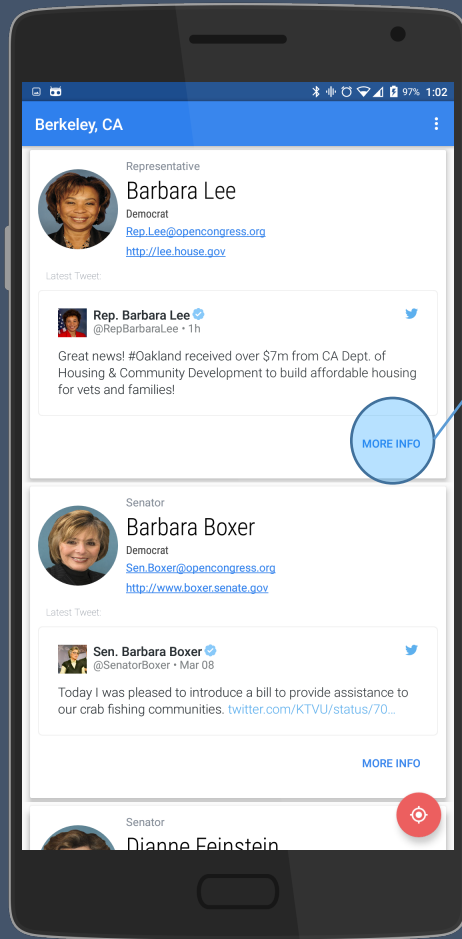 97% 1:02
Berkeley, CA
Representative
Barbara Lee
Democrat
Rep.Lee@opencongress.org
http://lee.house.gov
Latest Tweet:
Rep. Barbara Lee
@RepBarbaraLee • 1h
Great news! #Oakland received over $7m from CA Dept. of
Housing & Community Development to build affordable housing
for vets and families!
MORE INFO
Senator
Barbara Boxer
Democrat
Sen.Boxer@opencongress.org
http://www.boxer.senate.gov
Latest Tweet:
Sen. Barbara Boxer
@SenatorBoxer • Mar 08
Today I was pleased to introduce a bill to provide assistance to
our crab fishing communities. twitter.com/KTVU/status/70...
MORE INFO
Senator
Dianne Feinstein